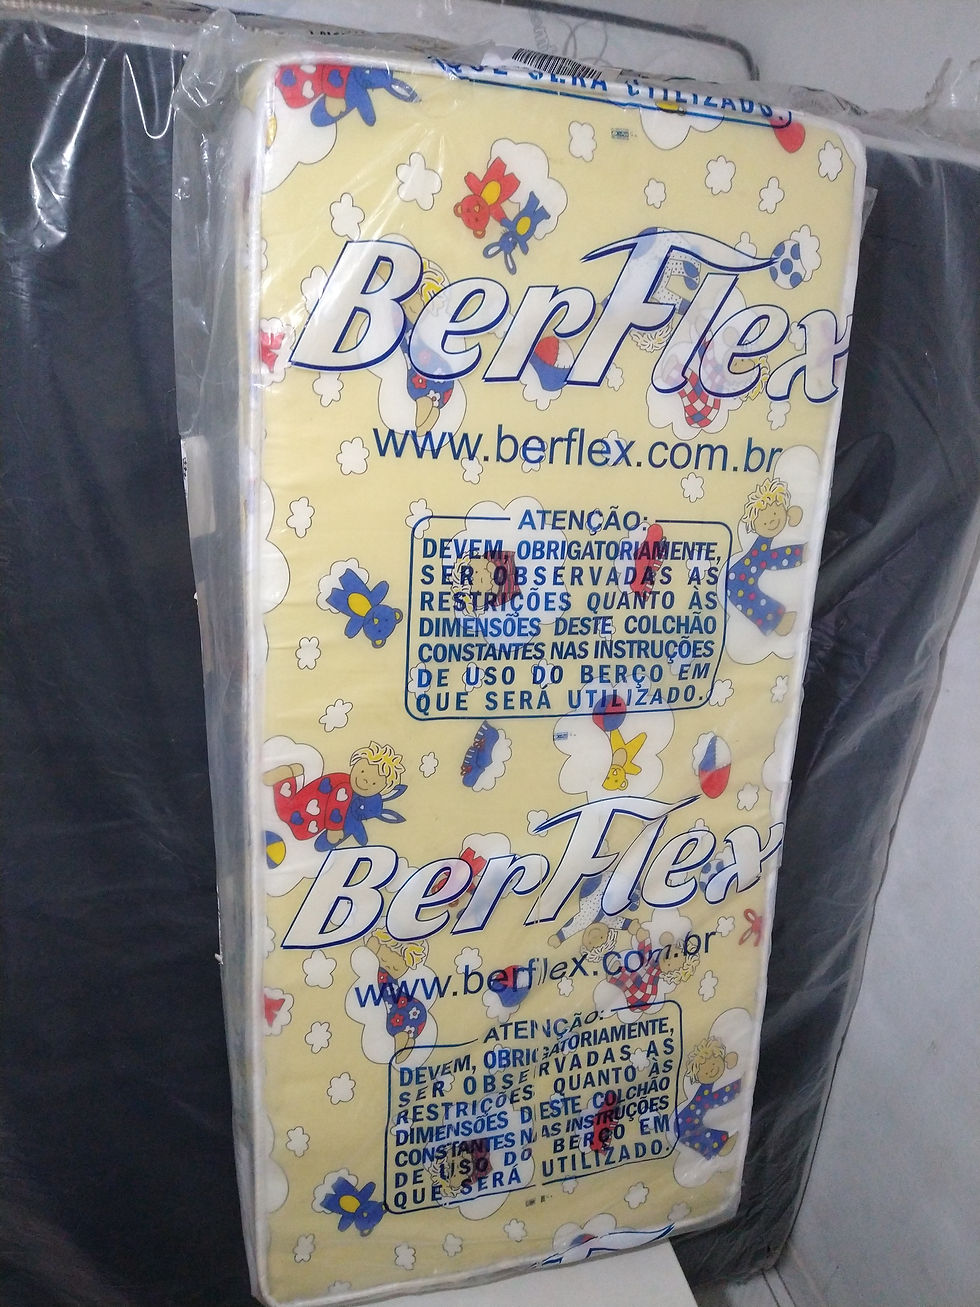 QUE SERÁ UTILIZADO.
BerFlex
www.berflex.com.br
ATENÇÃO:
DEVEM, OBRIGATORIAMENTE,
SER OBSERVADAS AS
RESTRIÇÕES QUANTO ÀS
DIMENSÕES DESTE COLCHÃO
CONSTANTES NAS INSTRUÇÕES
DE USO DO BERÇO EM
QUE SERÁ UTILIZADO.
BerFlex
www.berflex.com.br
ATENÇÃO:
DEVEM, OBRIGATORIAMENTE,
SER OBSERVADAS AS
RESTRIÇÕES QUANTO ÀS
DIMENSÕES DESTE COLCHÃO
CONSTANTES NAS INSTRUÇÕES
DE USO DO BERÇO EM
QUE SERÁ UTILIZADO.